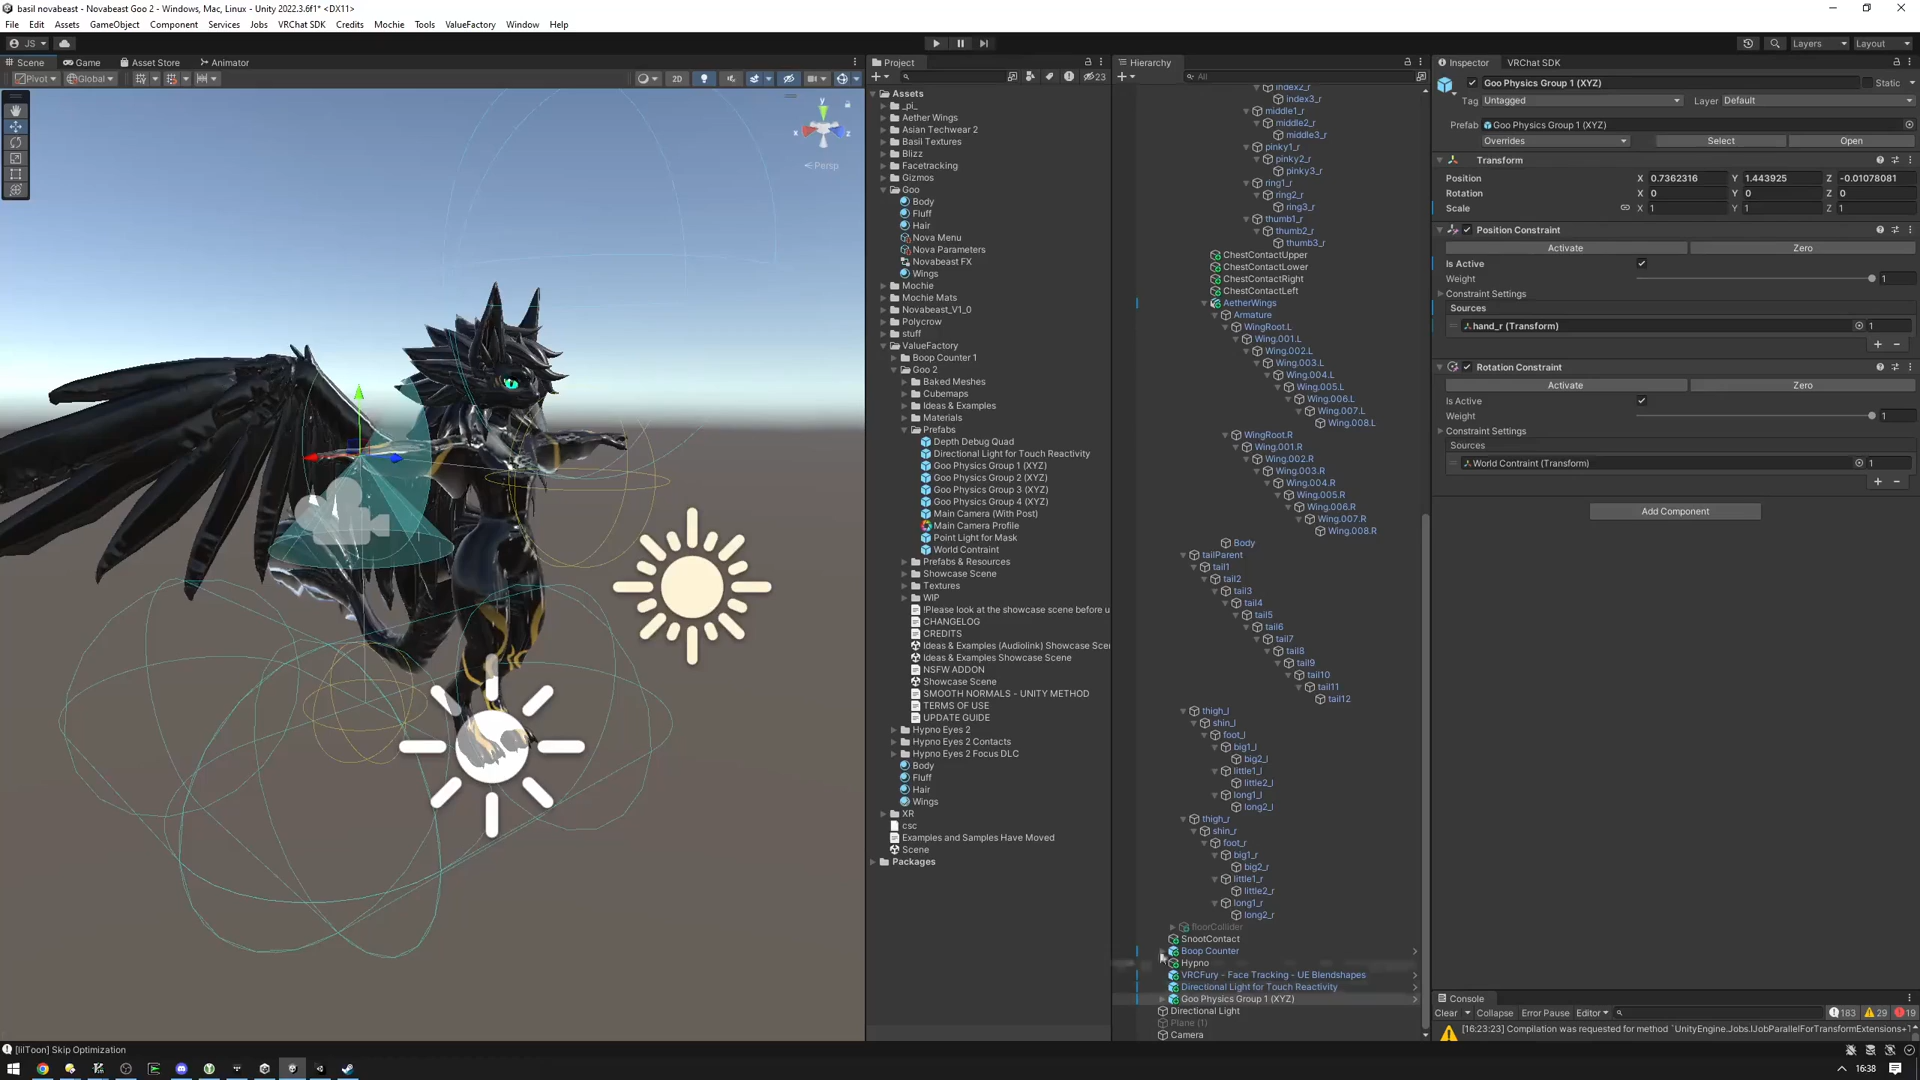 basil novabeast - Novabeast Goo 2 - Windows, Mac, Linux - Unity 2022.3.6f1* <DX11>
File Edit Assets GameObject Component Services Jobs VRChat SDK Credits Mochie Tools ValueFactory Window Help
JS
Layers Layout
Scene Game Asset Store Animator
Pivot Global 2D
y
x
z
Persp
Project
23
Assets
_pi_
Aether Wings
Asian Techwear 2
Basil Textures
Blizz
Facetracking
Gizmos
Goo
Body
Fluff
Hair
Nova Menu
Nova Parameters
Novabeast FX
Wings
Mochie
Mochie Mats
Novabeast_V1_0
Polycrow
stuff
ValueFactory
Boop Counter 1
Goo 2
Baked Meshes
Cubemaps
Ideas & Examples
Materials
Prefabs
Depth Debug Quad
Directional Light for Touch Reactivity
Goo Physics Group 1 (XYZ)
Goo Physics Group 2 (XYZ)
Goo Physics Group 3 (XYZ)
Goo Physics Group 4 (XYZ)
Main Camera (With Post)
Main Camera Profile
Point Light for Mask
World Contraint
Prefabs & Resources
Showcase Scene
Textures
WIP
!Please look at the showcase scene before u
CHANGELOG
CREDITS
Ideas & Examples (Audiolink) Showcase Scer
Ideas & Examples Showcase Scene
NSFW ADDON
Showcase Scene
SMOOTH NORMALS - UNITY METHOD
TERMS OF USE
UPDATE GUIDE
Hypno Eyes 2
Hypno Eyes 2 Contacts
Hypno Eyes 2 Focus DLC
Body
Fluff
Hair
Wings
XR
csc
Examples and Samples Have Moved
Scene
Packages
Hierarchy
All
index2_r
index3_r
middle1_r
middle2_r
middle3_r
pinky1_r
pinky2_r
pinky3_r
ring1_r
ring2_r
ring3_r
thumb1_r
thumb2_r
thumb3_r
ChestContactUpper
ChestContactLower
ChestContactRight
ChestContactLeft
AetherWings
Armature
WingRoot.L
Wing.001.L
Wing.002.L
Wing.003.L
Wing.004.L
Wing.005.L
Wing.006.L
Wing.007.L
Wing.008.L
WingRoot.R
Wing.001.R
Wing.002.R
Wing.003.R
Wing.004.R
Wing.005.R
Wing.006.R
Wing.007.R
Wing.008.R
Body
tailParent
tail1
tail2
tail3
tail4
tail5
tail6
tail7
tail8
tail9
tail10
tail11
tail12
thigh_l
shin_l
foot_l
big1_l
big2_l
little1_l
little2_l
long1_l
long2_l
thigh_r
shin_r
foot_r
big1_r
big2_r
little1_r
little2_r
long1_r
long2_r
SnootContact
Boop Counter
Hypno
VRCFury - Face Tracking - UE Blendshapes
Directional Light for Touch Reactivity
Goo Physics Group 1 (XYZ)
Directional Light
Plane (1)
Camera
Inspector VRChat SDK
Goo Physics Group 1 (XYZ) Static
Tag Untagged Layer Default
Prefab Goo Physics Group 1 (XYZ)
Overrides Select Open
Transform
Position X 0.7362316 Y 1.443925 Z -0.01078081
Rotation X 0 Y 0 Z 0
Scale X 1 Y 1 Z 1
Position Constraint
Activate Zero
Is Active
Weight 1
Constraint Settings
Sources
hand_r (Transform) 1
Rotation Constraint
Activate Zero
Is Active
Weight 1
Constraint Settings
Sources
World Contraint (Transform) 1
Add Component
Console
Clear Collapse Error Pause Editor 183 29 19
[16:23:23] Compilation was requested for method `UnityEngine.Jobs.IJobParallelForTransformExtensions+T
[lilToon] Skip Optimization
16:38